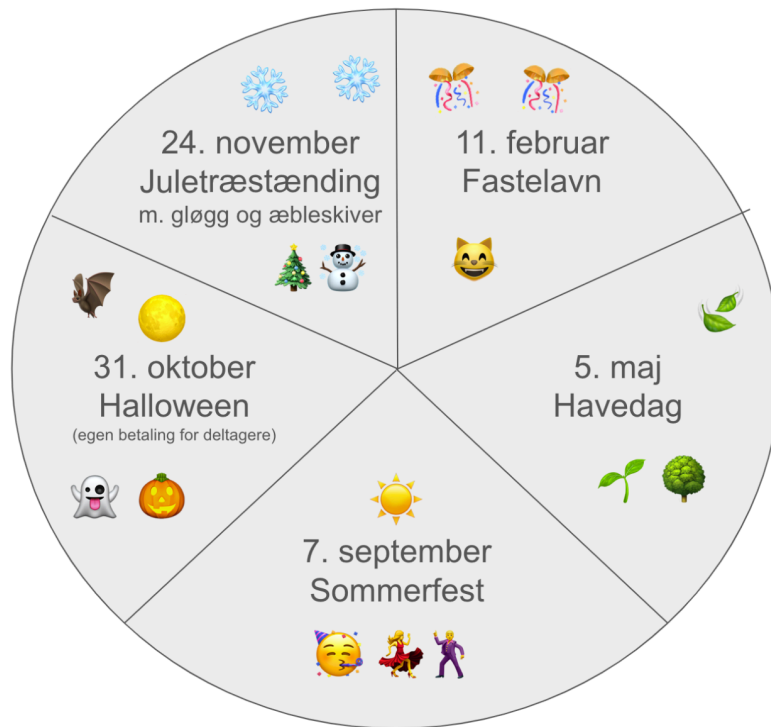 24. november
Juletræstænding
m. gløgg og æbleskiver
11. februar
Fastelavn
31. oktober
Halloween
(egen betaling for deltagere)
5. maj
Havedag
7. september
Sommerfest